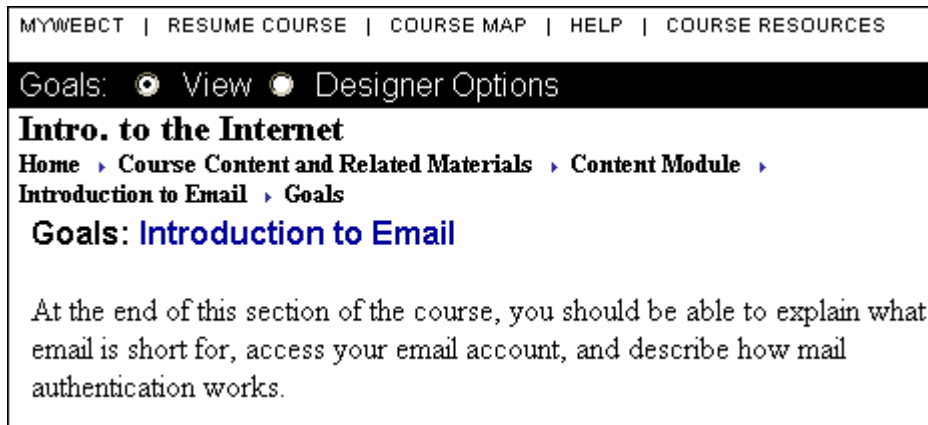 MYWEBCT | RESUME COURSE | COURSE MAP | HELP | COURSE RESOURCES
Goals: View Designer Options
Intro. to the Internet
Home Course Content and Related Materials Content Module
Introduction to Email Goals
Goals: Introduction to Email
At the end of this section of the course, you should be able to explain what
email is short for, access your email account, and describe how mail
authentication works.